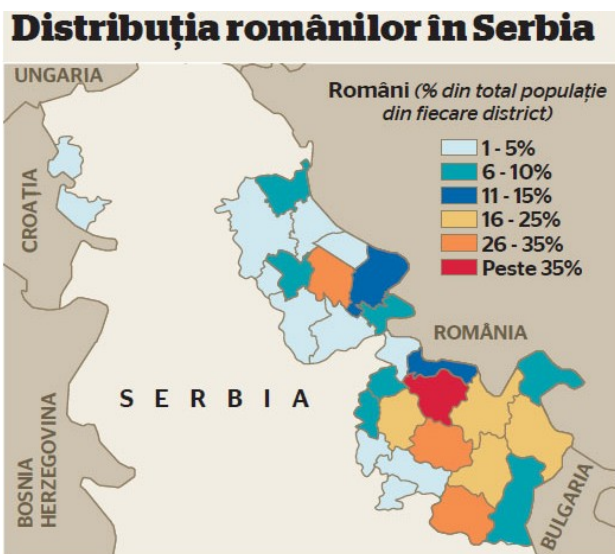 Distribuția românilor în Serbia
UNGARIA
Români (% din total populație
din fiecare district)
1 - 5%
6 - 10%
11 - 15%
16 - 25%
26 - 35%
Peste 35%
CROAȚIA
ROMÂNIA
SERBIA
BOSNIA
HERZEGOVINA
BULGARIA